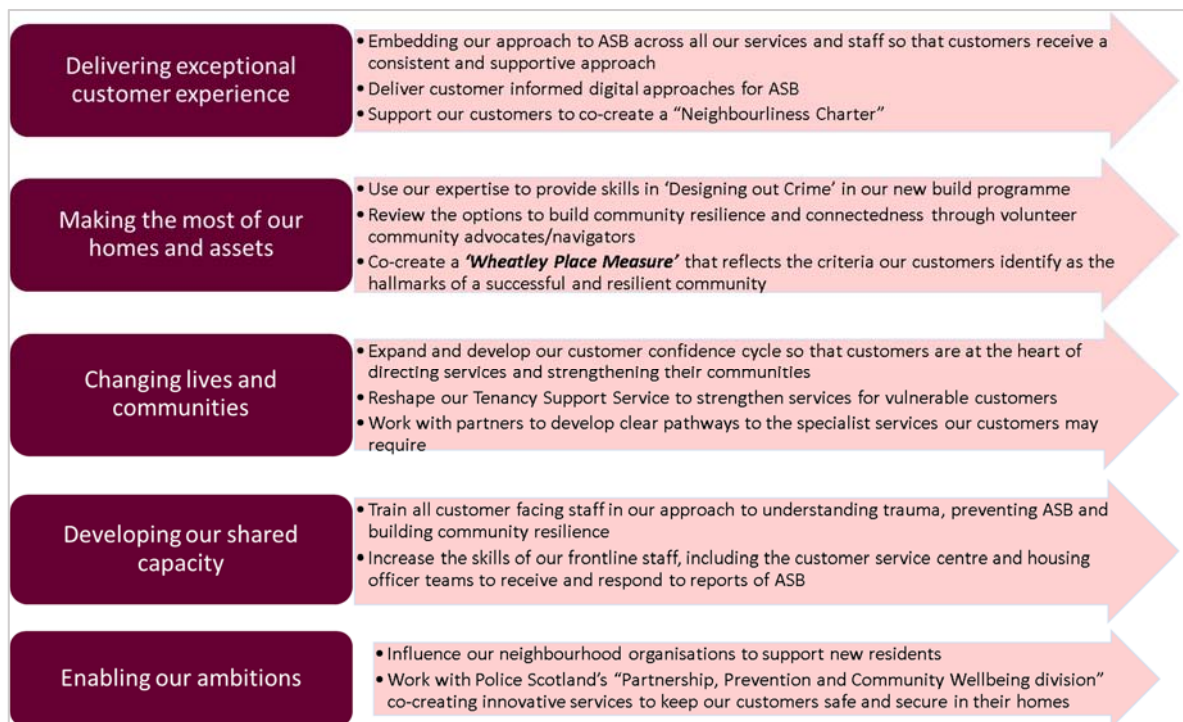 Delivering exceptional
customer experience
• Embedding our approach to ASB across all our services and staff so that customers receive a
consistent and supportive approach
• Deliver customer informed digital approaches for ASB
• Support our customers to co-create a “Neighbourliness Charter”
Making the most of our
homes and assets
• Use our expertise to provide skills in ‘Designing out Crime’ in our new build programme
• Review the options to build community resilience and connectedness through volunteer
community advocates/navigators
• Co-create a ‘Wheatley Place Measure’ that reflects the criteria our customers identify as the
hallmarks of a successful and resilient community
Changing lives and
communities
• Expand and develop our customer confidence cycle so that customers are at the heart of
directing services and strengthening their communities
• Reshape our Tenancy Support Service to strengthen services for vulnerable customers
• Work with partners to develop clear pathways to the specialist services our customers may
require
Developing our shared
capacity
• Train all customer facing staff in our approach to understanding trauma, preventing ASB and
building community resilience
• Increase the skills of our frontline staff, including the customer service centre and housing
officer teams to receive and respond to reports of ASB
Enabling our ambitions
• Influence our neighbourhood organisations to support new residents
• Work with Police Scotland’s “Partnership, Prevention and Community Wellbeing division”
co-creating innovative services to keep our customers safe and secure in their homes